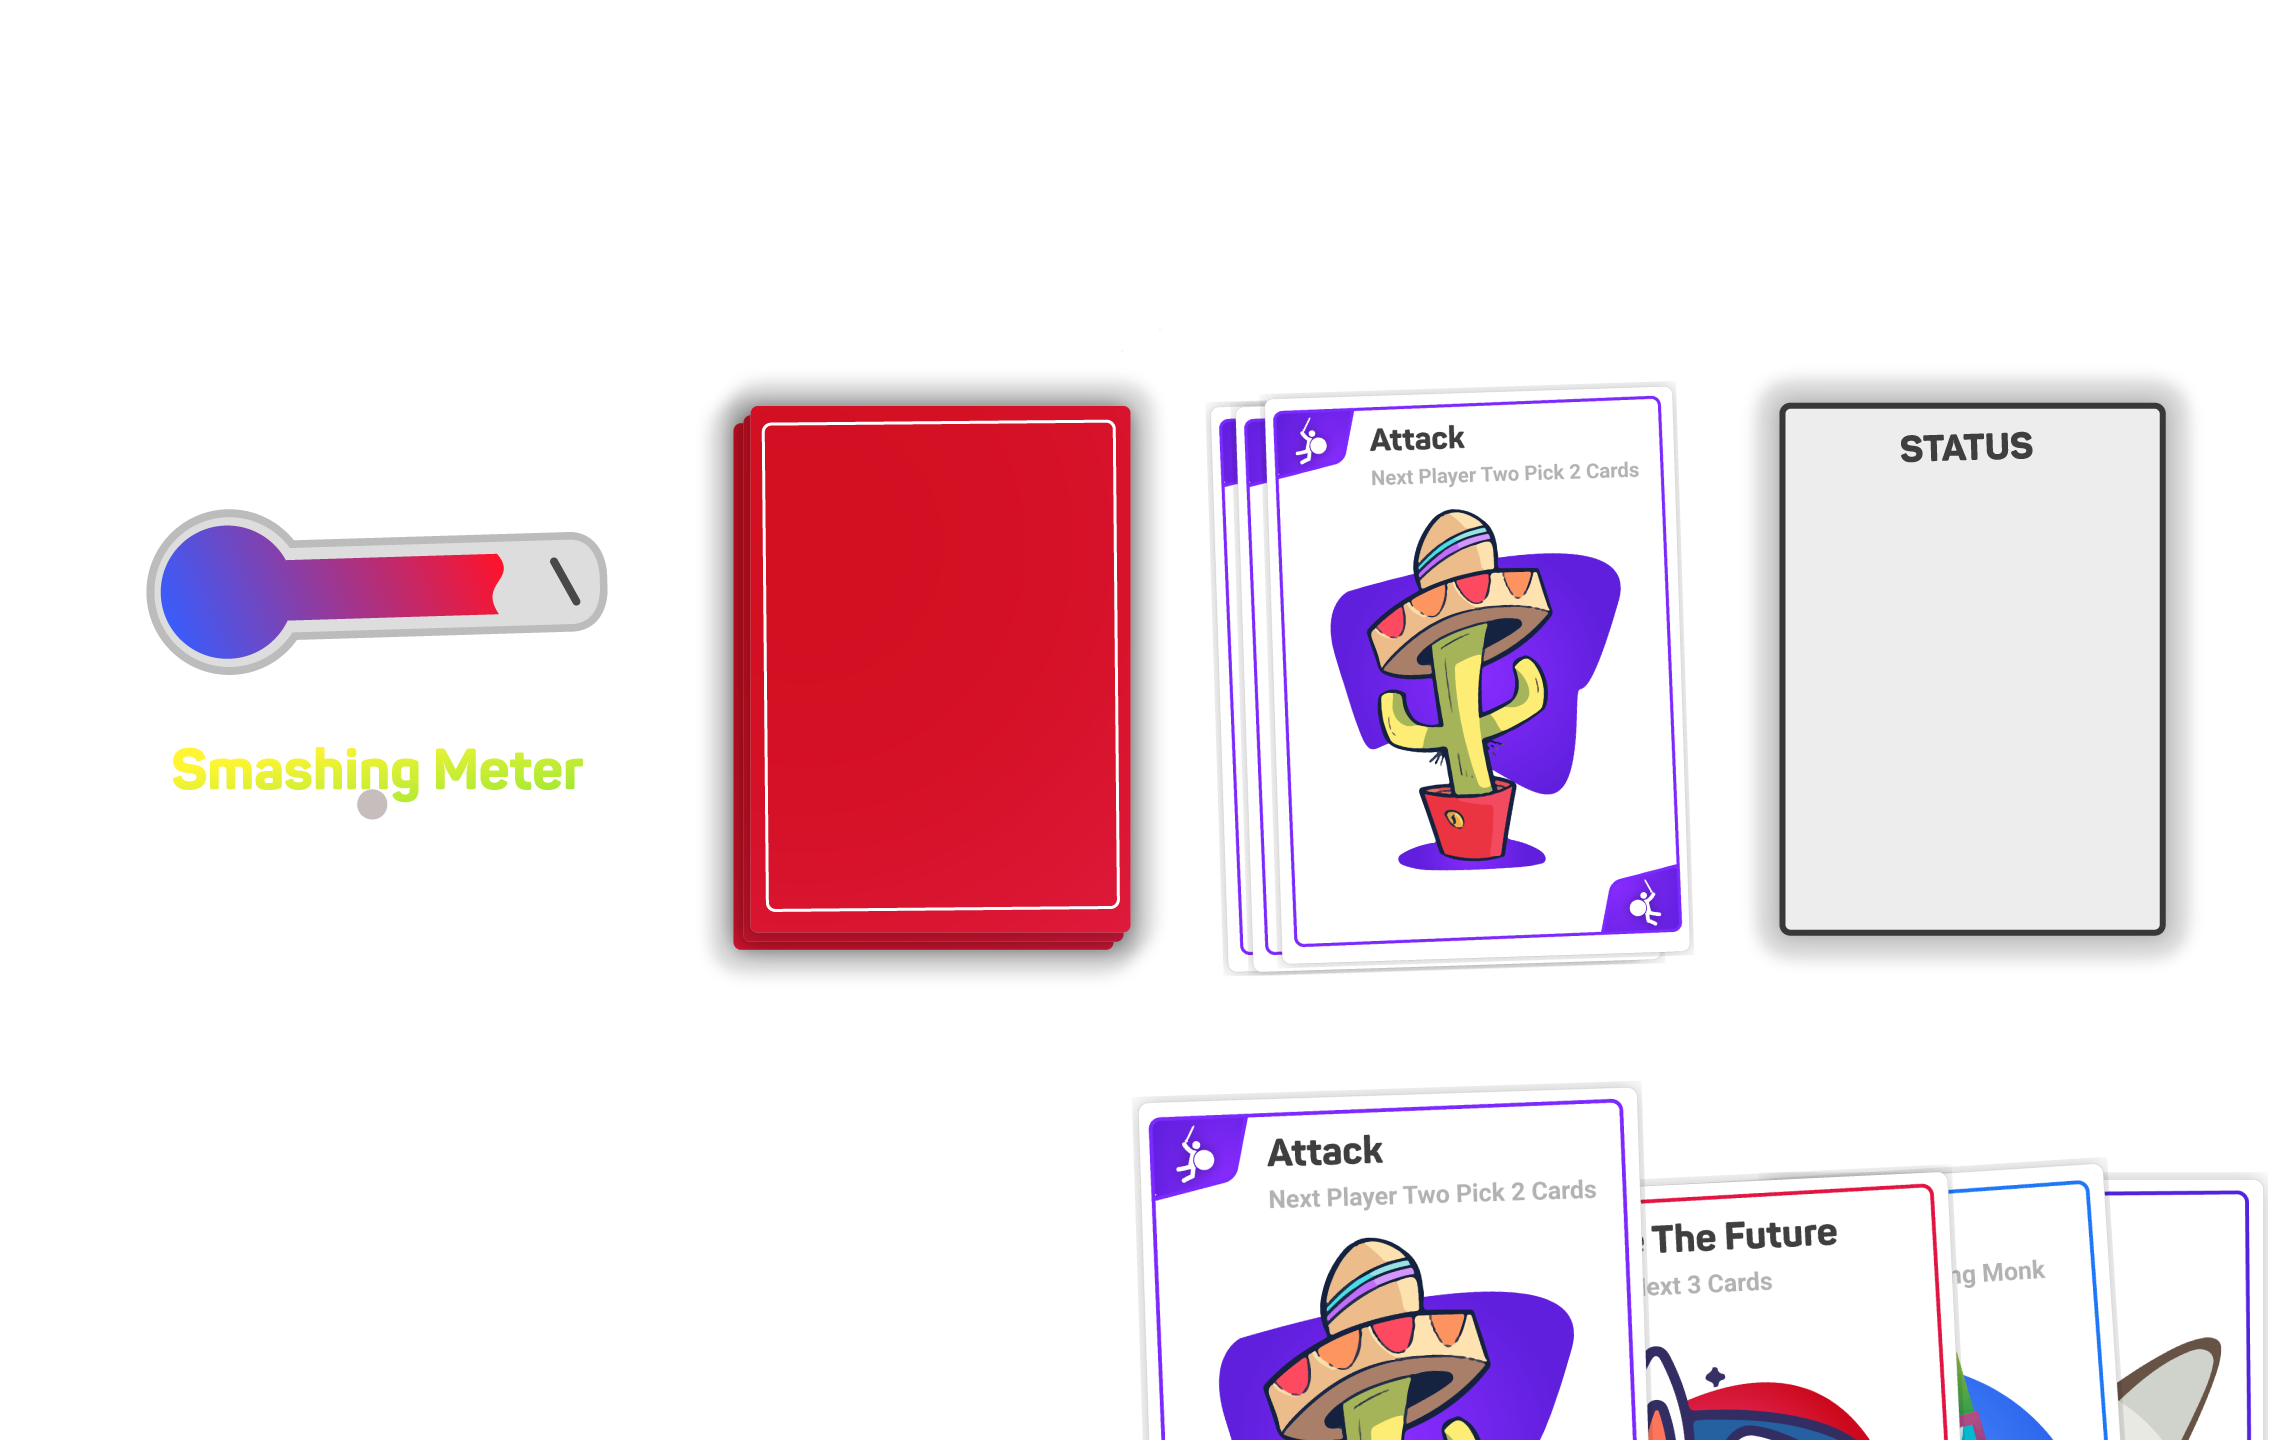 Attack
Next Player Two Pick 2 Cards
STATUS
Smashing Meter
Attack
Next Player Two Pick 2 Cards
The Future
3 Cards
Monk